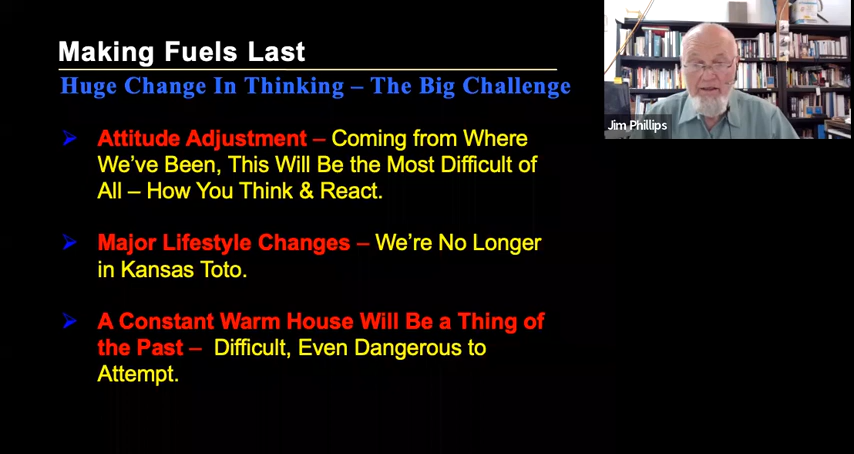 Making Fuels Last
Huge Change In Thinking – The Big Challenge
Attitude Adjustment – Coming from Where
We've Been, This Will Be the Most Difficult of
All – How You Think & React.
Major Lifestyle Changes – We're No Longer
in Kansas Toto.
A Constant Warm House Will Be a Thing of
the Past – Difficult, Even Dangerous to
Attempt.
Jim Phillips